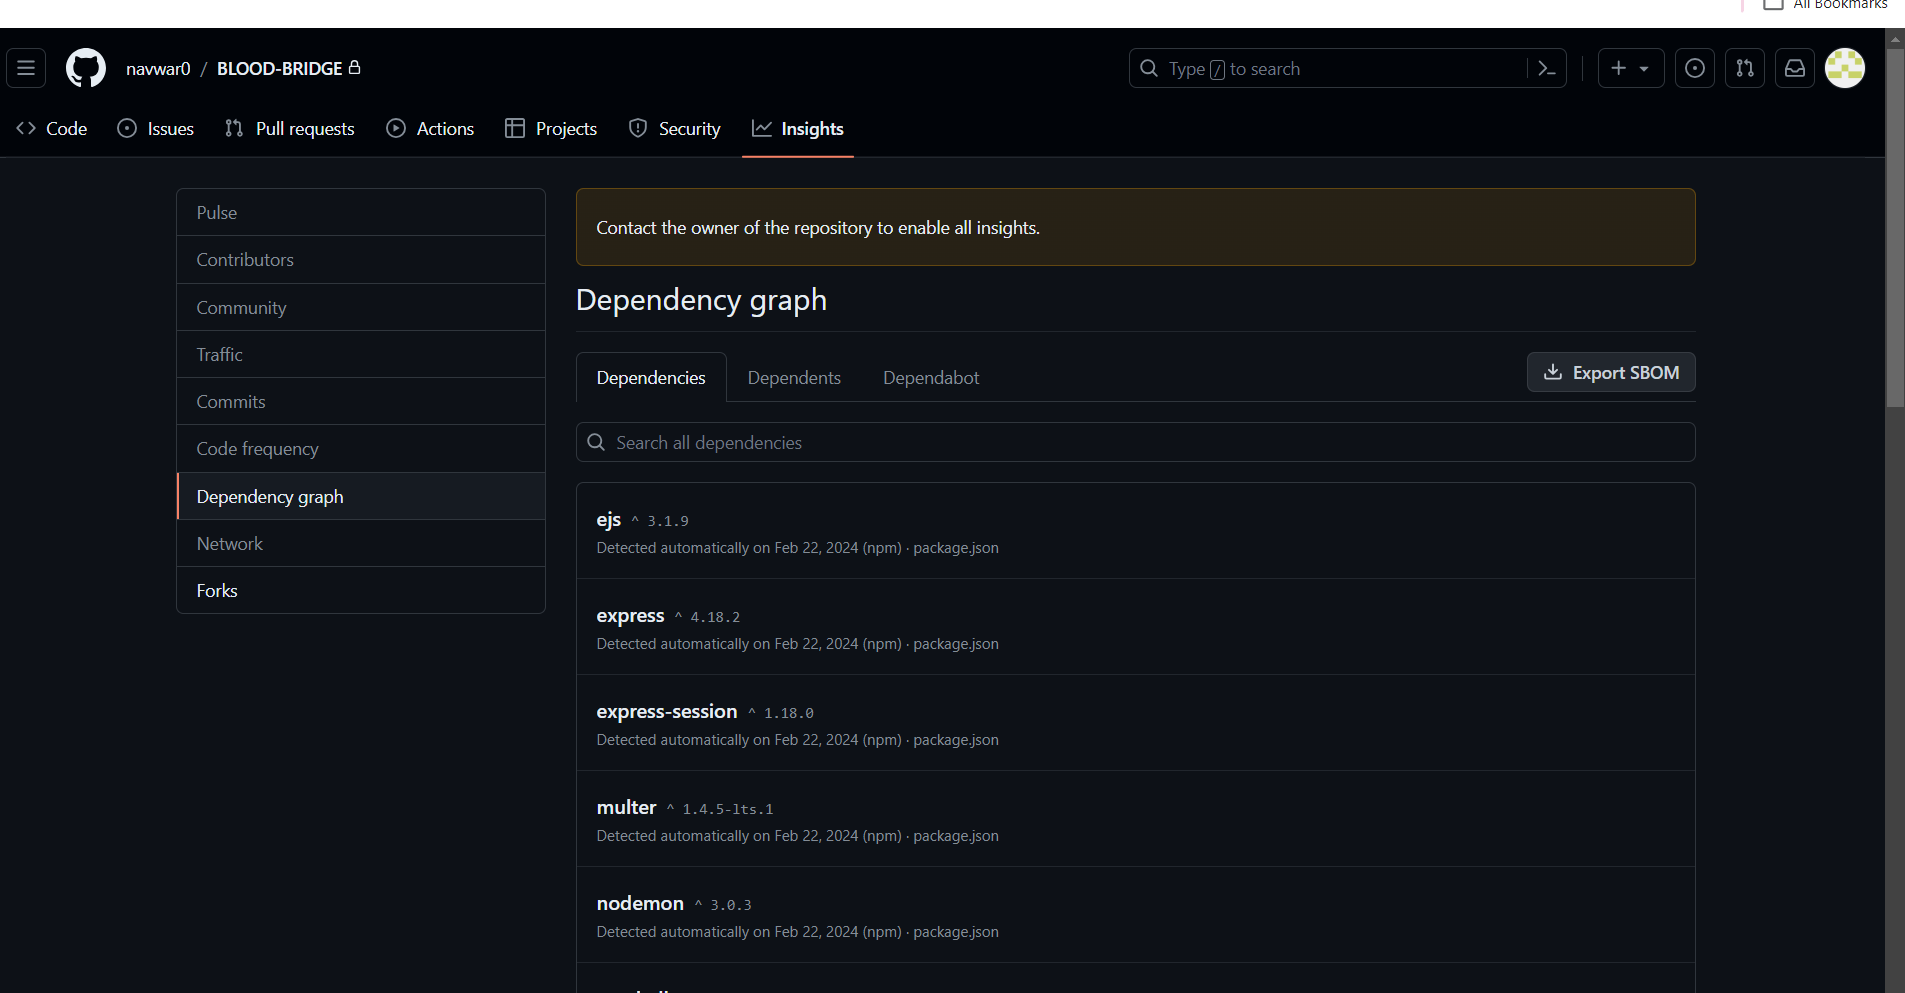 All Bookmarks
navwar0 / BLOOD-BRIDGE
Type / to search
Code
Issues
Pull requests
Actions
Projects
Security
Insights
Pulse
Contributors
Community
Traffic
Commits
Code frequency
Dependency graph
Network
Forks
Contact the owner of the repository to enable all insights.
Dependency graph
Dependencies
Dependents
Dependabot
Export SBOM
Search all dependencies
ejs ^ 3.1.9
Detected automatically on Feb 22, 2024 (npm) · package.json
express ^ 4.18.2
Detected automatically on Feb 22, 2024 (npm) · package.json
express-session ^ 1.18.0
Detected automatically on Feb 22, 2024 (npm) · package.json
multer ^ 1.4.5-lts.1
Detected automatically on Feb 22, 2024 (npm) · package.json
nodemon ^ 3.0.3
Detected automatically on Feb 22, 2024 (npm) · package.json